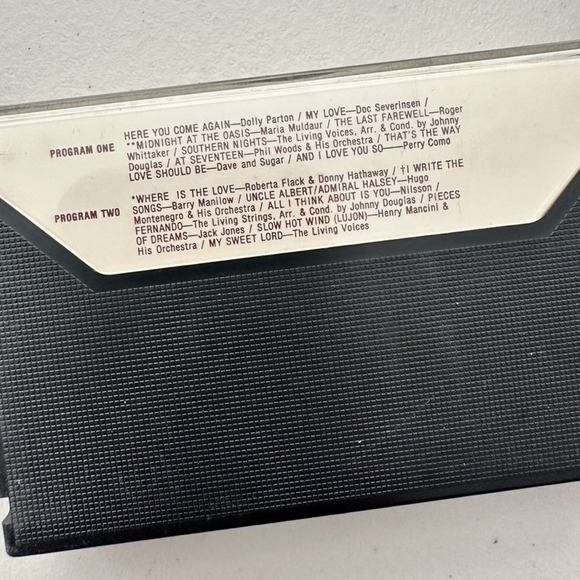 PROGRAM ONE
HERE YOU COME AGAIN—Dolly Parton / MY LOVE—Doc Severinsen /
**MIDNIGHT AT THE OASIS—Maria Muldaur / THE LAST FAREWELL—Roger
Whittaker / SOUTHERN NIGHTS—The Living Voices, Arr. & Cond. by Johnny
Douglas / AT SEVENTEEN—Phil Woods & His Orchestra / THAT'S THE WAY
LOVE SHOULD BE—Dave and Sugar / AND I LOVE YOU SO—Perry Como
PROGRAM TWO
*WHERE IS THE LOVE—Roberta Flack & Donny Hathaway / †I WRITE THE
SONGS—Barry Manilow / UNCLE ALBERT/ADMIRAL HALSEY—Hugo
Montenegro & His Orchestra / ALL I THINK ABOUT IS YOU—Nilsson /
FERNANDO—The Living Strings, Arr. & Cond. by Johnny Douglas / PIECES
OF DREAMS—Jack Jones / SLOW HOT WIND (LUJON)—Henry Mancini &
His Orchestra / MY SWEET LORD—The Living Voices